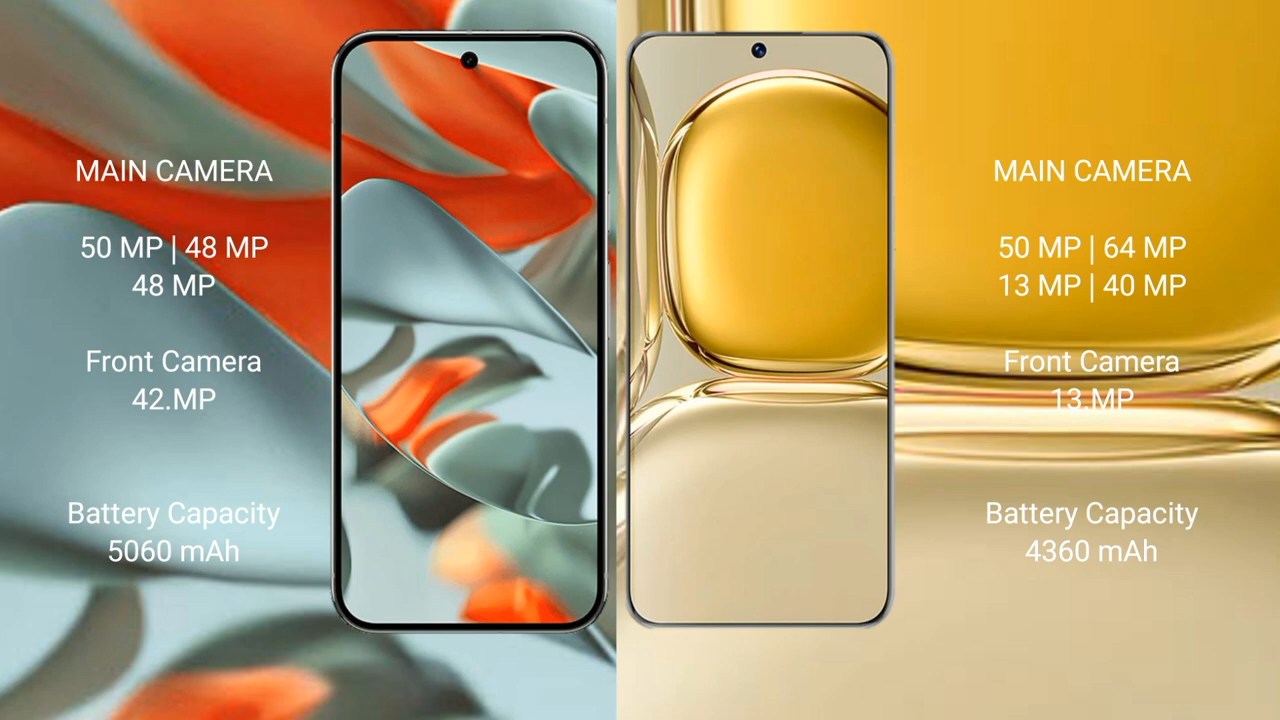 MAIN CAMERA
50 MP | 48 MP
48 MP
Front Camera
42.MP
Battery Capacity
5060 mAh
MAIN CAMERA
50 MP | 64 MP
13 MP | 40 MP
Front Camera
13.MP
Battery Capacity
4360 mAh